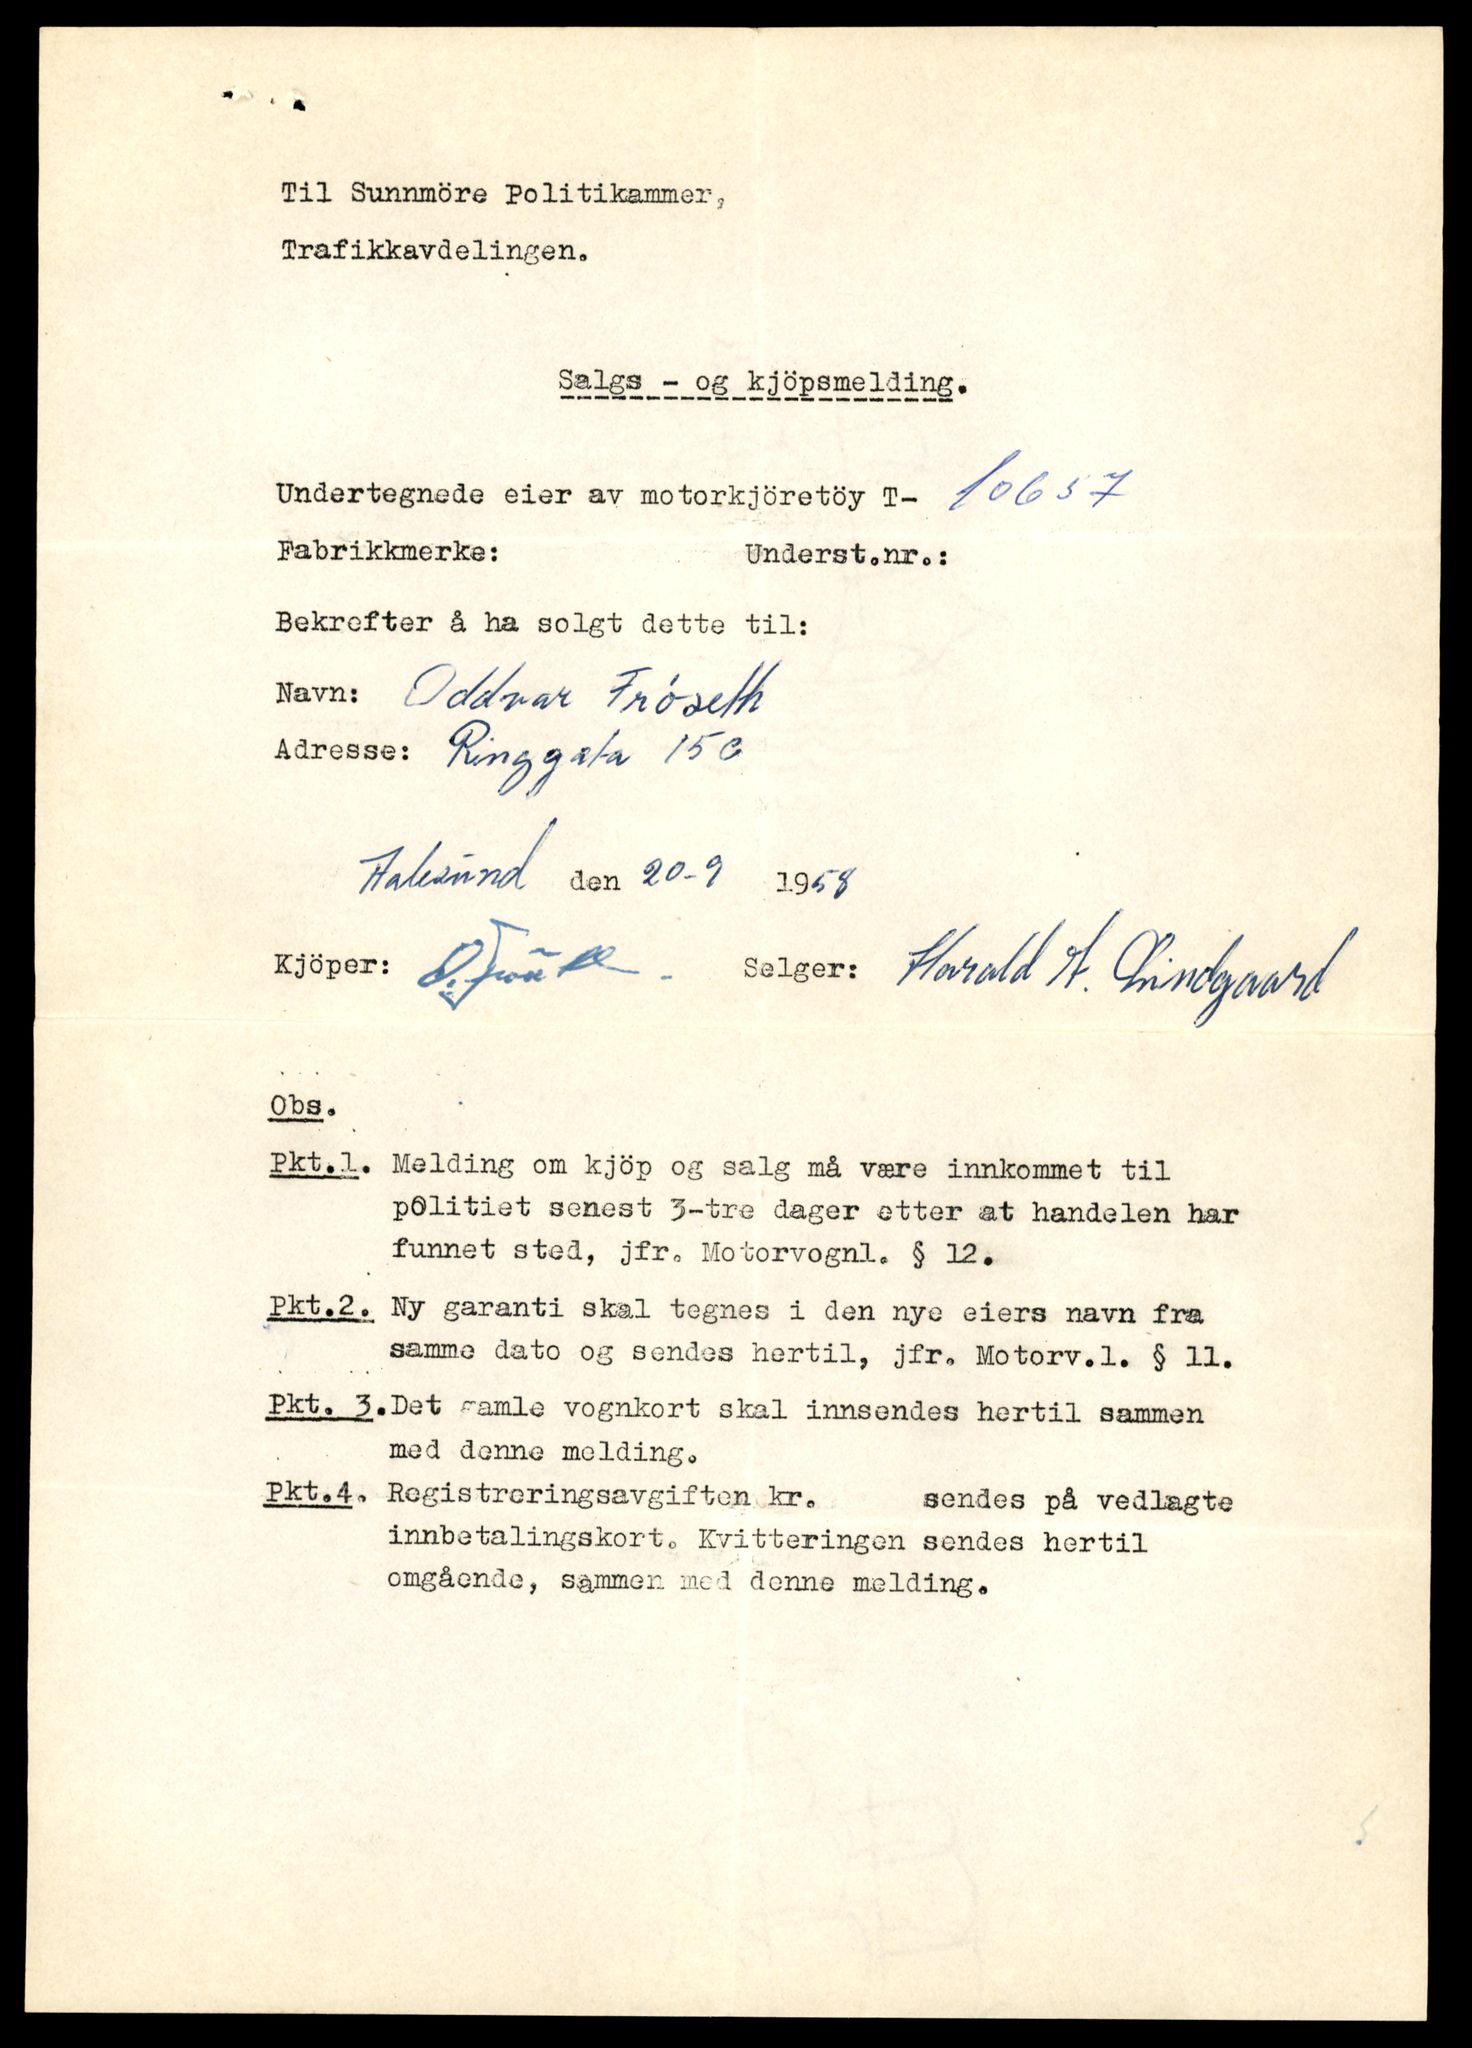 Til Sunnmöre Politikammer,
Trafikkavdelingen.
Salgs - og kjöpsmelding.
Undertegnede eier av motorkjöretöy T- 10657
Fabrikkmerke: Underst.nr.:
Bekrefter å ha solgt dette til:
Navn: Oddvar Fröseth
Adresse: Ringgata 15 C
Aalesund den 20-9 1958
Kjöper: Selger: Harald A. Lindgaard
Obs.
Pkt.1. Melding om kjöp og salg må være innkommet til
politiet senest 3-tre dager etter at handelen har
funnet sted, jfr. Motorvognl. § 12.
Pkt.2. Ny garanti skal tegnes i den nye eiers navn fra
samme dato og sendes hertil, jfr. Motorv.l. § 11.
Pkt. 3. Det gamle vognkort skal innsendes hertil sammen
med denne melding.
Pkt.4. Registreringsavgiften kr. sendes på vedlagte
innbetalingskort. Kvitteringen sendes hertil
omgående, sammen med denne melding.